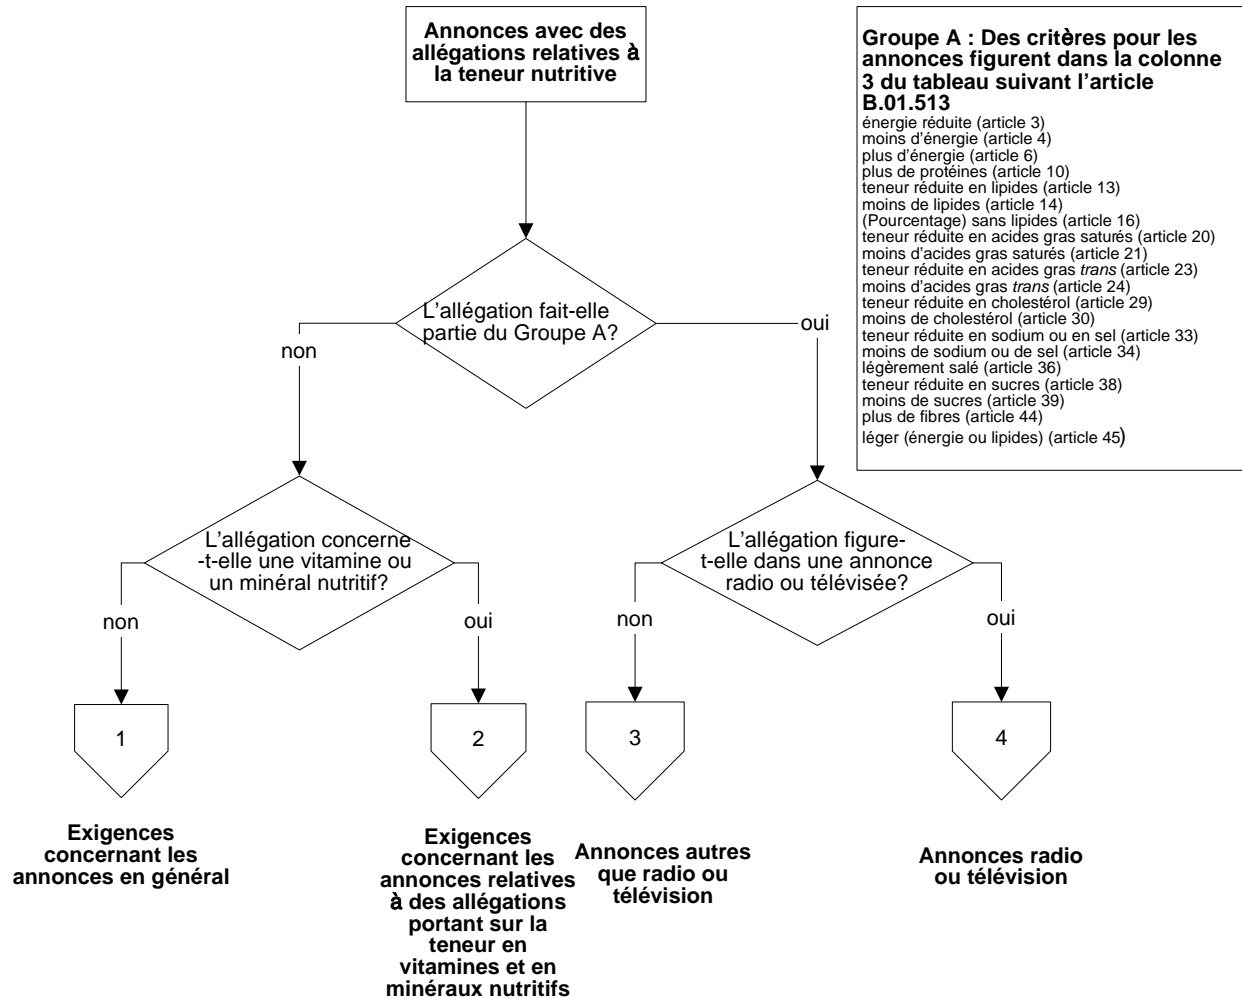 Annonces avec des
allégations relatives à
la teneur nutritive
Groupe A : Des critères pour les
annonces figurent dans la colonne
3 du tableau suivant l'article
B.01.513
énergie réduite (article 3)
moins d'énergie (article 4)
plus d'énergie (article 6)
plus de protéines (article 10)
teneur réduite en lipides (article 13)
moins de lipides (article 14)
(Pourcentage) sans lipides (article 16)
teneur réduite en acides gras saturés (article 20)
moins d'acides gras saturés (article 21)
teneur réduite en acides gras trans (article 23)
moins d'acides gras trans (article 24)
teneur réduite en cholestérol (article 29)
moins de cholestérol (article 30)
teneur réduite en sodium ou en sel (article 33)
moins de sodium ou de sel (article 34)
légèrement salé (article 36)
teneur réduite en sucres (article 38)
moins de sucres (article 39)
plus de fibres (article 44)
léger (énergie ou lipides) (article 45)
L'allégation fait-elle
partie du Groupe A?
non
oui
L'allégation concerne
-t-elle une vitamine ou
un minéral nutritif?
L'allégation figure-
t-elle dans une annonce
radio ou télévisée?
non
oui
non
oui
1
2
3
4
Exigences
concernant les
annonces en général
Exigences
concernant les
annonces relatives
à des allégations
portant sur la
teneur en
vitamines et en
minéraux nutritifs
Annonces autres
que radio ou
télévision
Annonces radio
ou télévision